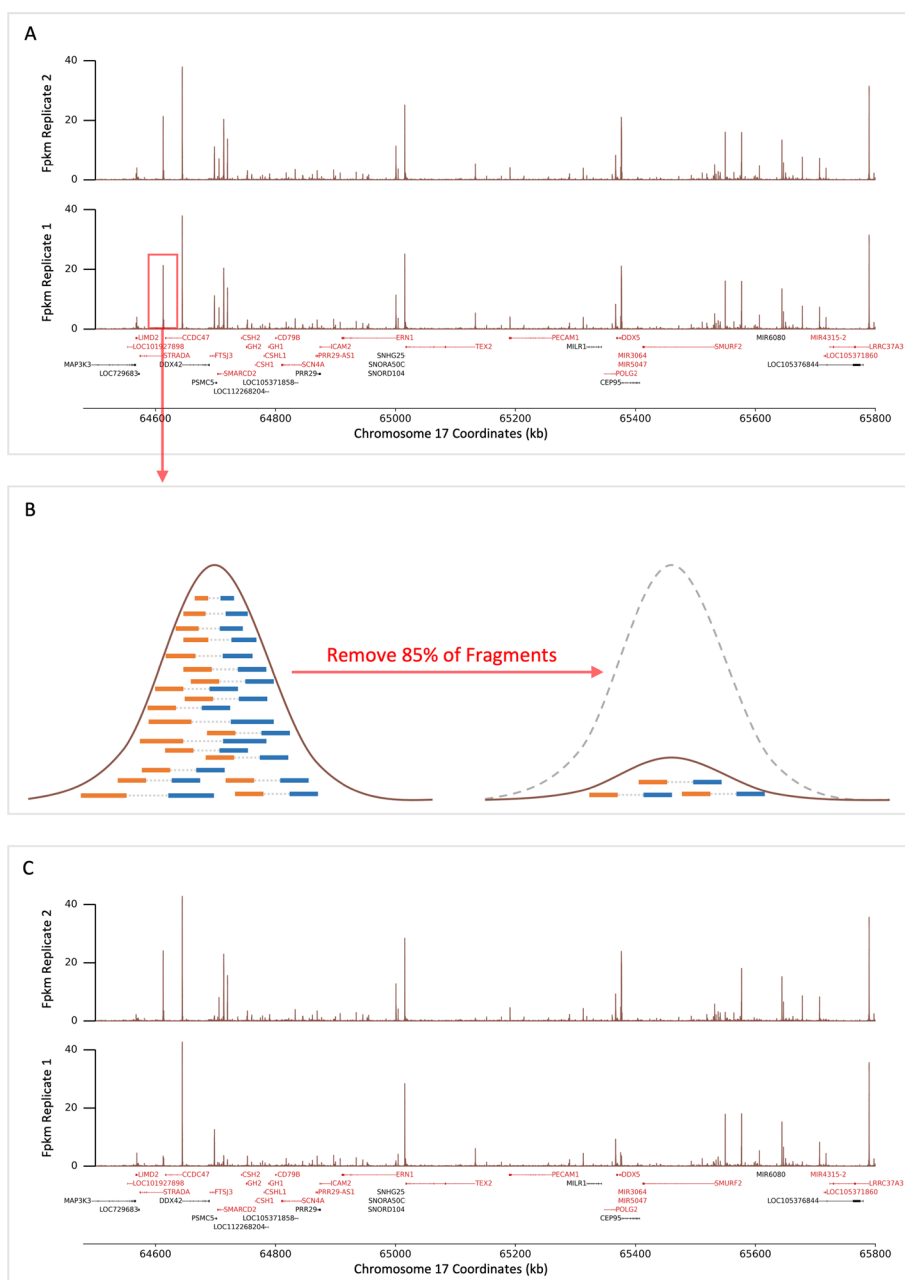 A
Fpkm Replicate 2
40
20
0
Fpkm Replicate 1
40
20
0
LIMD2 CCDC47 CSH2 CD79B ERN1 PECAM1 DDX5 MIR6080 MIR4315-2
LOC101927898 GH2 GH1 ICAM2 SNHG25 TEX2 MILR1 SMURF2 LRRC37A3
STRADA FTSJ3 CSHL1 PRR29-AS1 SNORA50C MIR3064 LOC105371860
MAP3K3 DDX42 CSH1 SCN4A SNORD104 MIR5047 LOC105376844
LOC729683 SMARCD2 PRR29 POLG2
PSMC5 LOC105371858 CEP95
LOC112268204
64600 64800 65000 65200 65400 65600 65800
Chromosome 17 Coordinates (kb)
B
Remove 85% of Fragments
C
Fpkm Replicate 2
40
20
0
Fpkm Replicate 1
40
20
0
LIMD2 CCDC47 CSH2 CD79B ERN1 PECAM1 DDX5 MIR6080 MIR4315-2
LOC101927898 GH2 GH1 ICAM2 SNHG25 TEX2 MILR1 SMURF2 LRRC37A3
STRADA FTSJ3 CSHL1 PRR29-AS1 SNORA50C MIR3064 LOC105371860
MAP3K3 DDX42 CSH1 SCN4A SNORD104 MIR5047 LOC105376844
LOC729683 SMARCD2 PRR29 POLG2
PSMC5 LOC105371858 CEP95
LOC112268204
64600 64800 65000 65200 65400 65600 65800
Chromosome 17 Coordinates (kb)